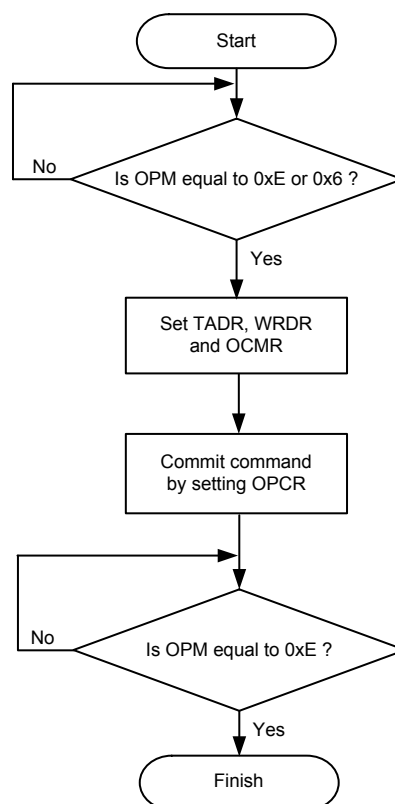 Start
Is OPM equal to 0xE or 0x6 ?
No
Yes
Set TADR, WRDR
and OCMR
Commit command
by setting OPCR
Is OPM equal to 0xE ?
No
Yes
Finish